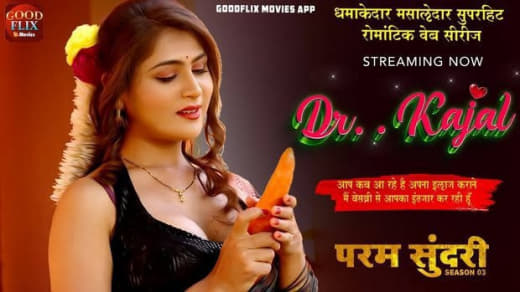 GOOD
FLIX
Movies
GOODFLIX MOVIES APP
धमाकेदार मसालेदार सुपरहिट
रोमांटिक वेब सीरीज
STREAMING NOW
Dr. . Kajal
आप कब आ रहे है अपना इलाज कराने
में बेसब्री से आपका इंतजार कर रही हूँ
परम सुंदरी
SEASON 03